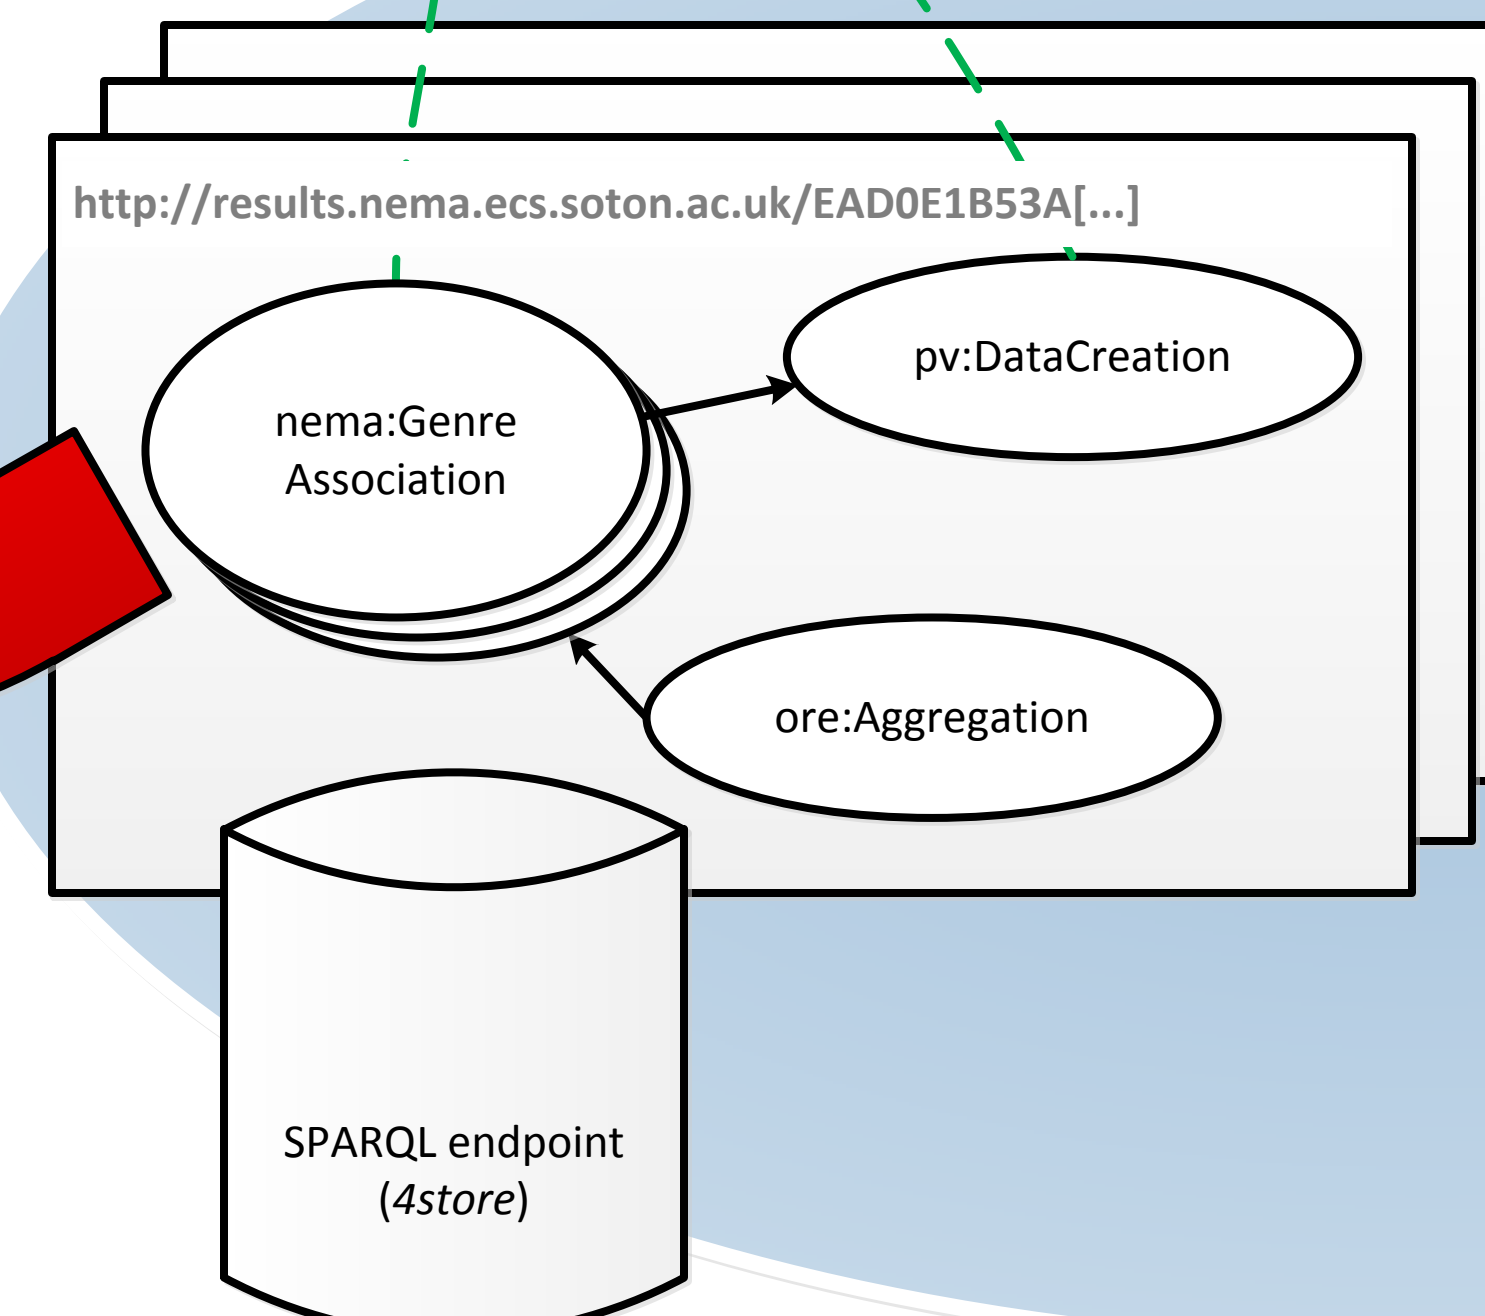 http://results.nema.ecs.soton.ac.uk/EAD0E1B53A[...]
pv:DataCreation
nema:Genre
Association
ore:Aggregation
SPARQL endpoint
(4store)